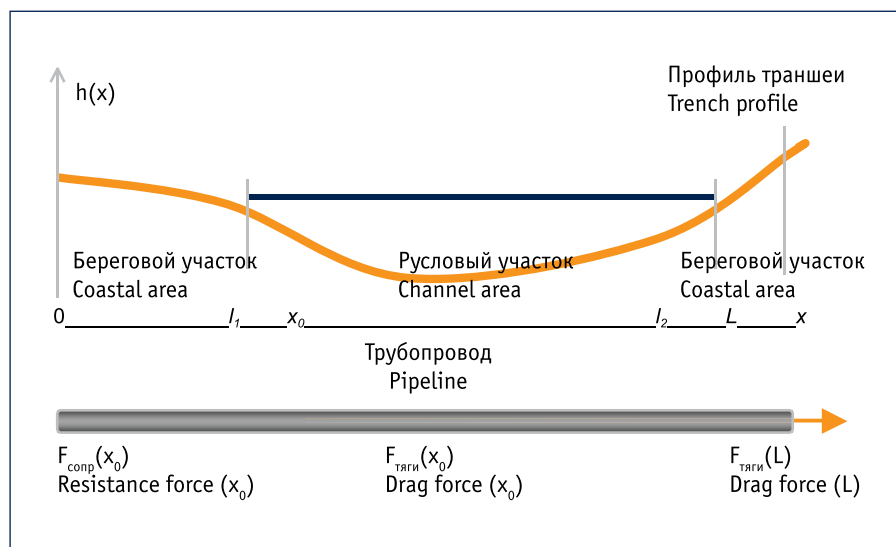 Профиль траншеи
Trench profile
h(x)
Береговой участок
Coastal area
Русловый участок
Channel area
Береговой участок
Coastal area
0 l₁ x₀ l₂ L x
Трубопровод
Pipeline
Fсопр(x₀)
Resistance force (x₀)
Fтяги(x₀)
Drag force (x₀)
Fтяги(L)
Drag force (L)